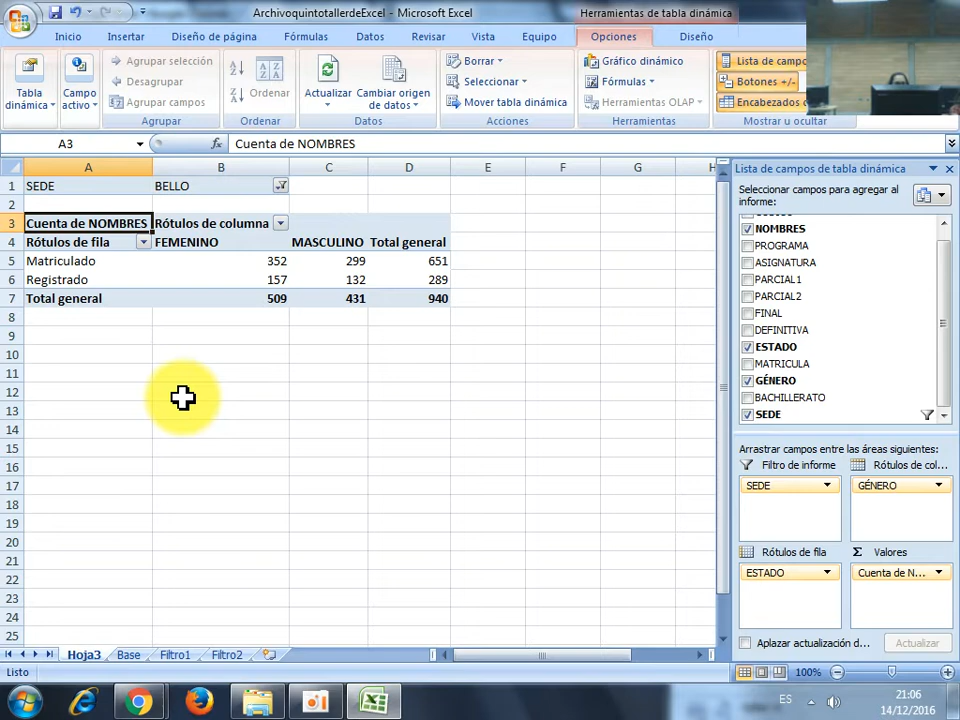 ArchivoquintotallerdeExcel - Microsoft Excel
Herramientas de tabla dinámica
Inicio Insertar Diseño de página Fórmulas Datos Revisar Vista Equipo Opciones Diseño
Tabla dinámica
Campo activo
Agrupar selección
Desagrupar
Agrupar campos
Agrupar
Ordenar
Ordenar
Actualizar
Cambiar origen de datos
Datos
Borrar
Seleccionar
Mover tabla dinámica
Acciones
Gráfico dinámico
Fórmulas
Herramientas OLAP
Herramientas
Lista de campo
Botones +/-
Encabezados
Mostrar u ocultar
A3 fx Cuenta de NOMBRES
A B C D E F G H
1 SEDE BELLO
2
3 Cuenta de NOMBRES Rótulos de columna
4 Rótulos de fila FEMENINO MASCULINO Total general
5 Matriculado 352 299 651
6 Registrado 157 132 289
7 Total general 509 431 940
8
9
10
11
12
13
14
15
16
17
18
19
20
21
22
23
24
25
Lista de campos de tabla dinámica
Seleccionar campos para agregar al informe:
NOMBRES
PROGRAMA
ASIGNATURA
PARCIAL1
PARCIAL2
FINAL
DEFINITIVA
ESTADO
MATRICULA
GÉNERO
BACHILLERATO
SEDE
Arrastrar campos entre las áreas siguientes:
Filtro de informe Rótulos de col...
SEDE GÉNERO
Rótulos de fila Σ Valores
ESTADO Cuenta de N...
Aplazar actualización d... Actualizar
Hoja3 Base Filtro1 Filtro2
Listo 100%
ES 21:06
14/12/2016